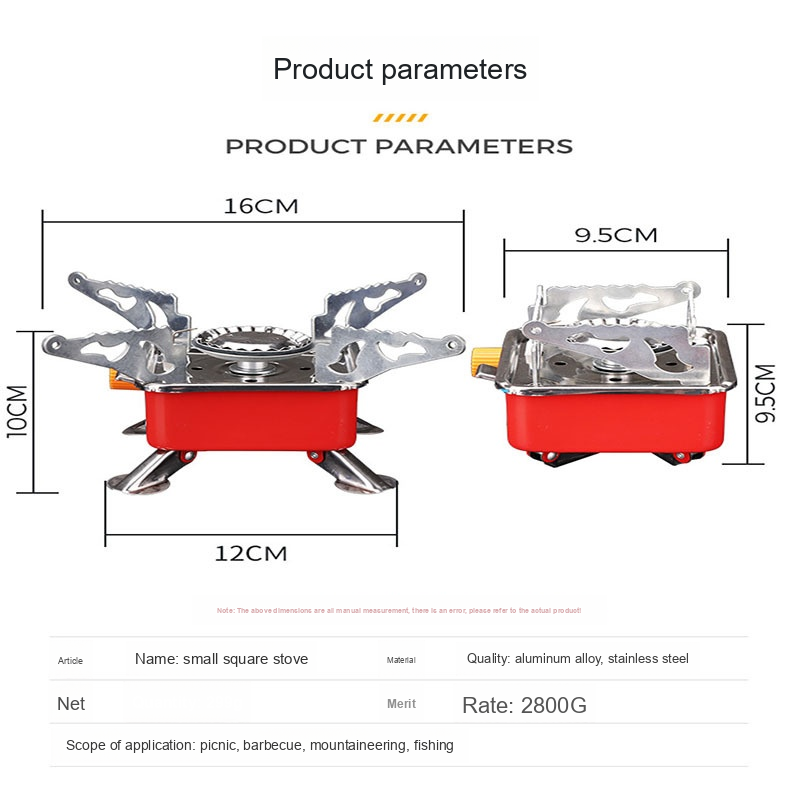 Product parameters
PRODUCT PARAMETERS
16CM
9.5CM
10CM
9.5CM
12CM
Note: The above dimensions are all manual measurement, there is an error, please refer to the actual product!
Article Name: small square stove Material Quality: aluminum alloy, stainless steel
Net Merit Rate: 2800G
Scope of application: picnic, barbecue, mountaineering, fishing